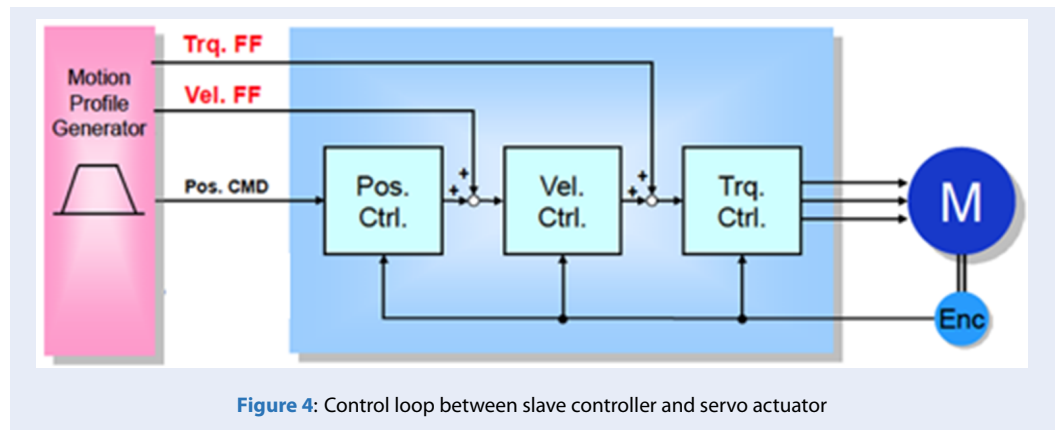 Trq. FF
Motion
Profile
Generator
Vel. FF
Pos. CMD
Pos.
Ctrl.
+
+
Vel.
Ctrl.
+
+
Trq.
Ctrl.
M
Enc
Figure 4: Control loop between slave controller and servo actuator